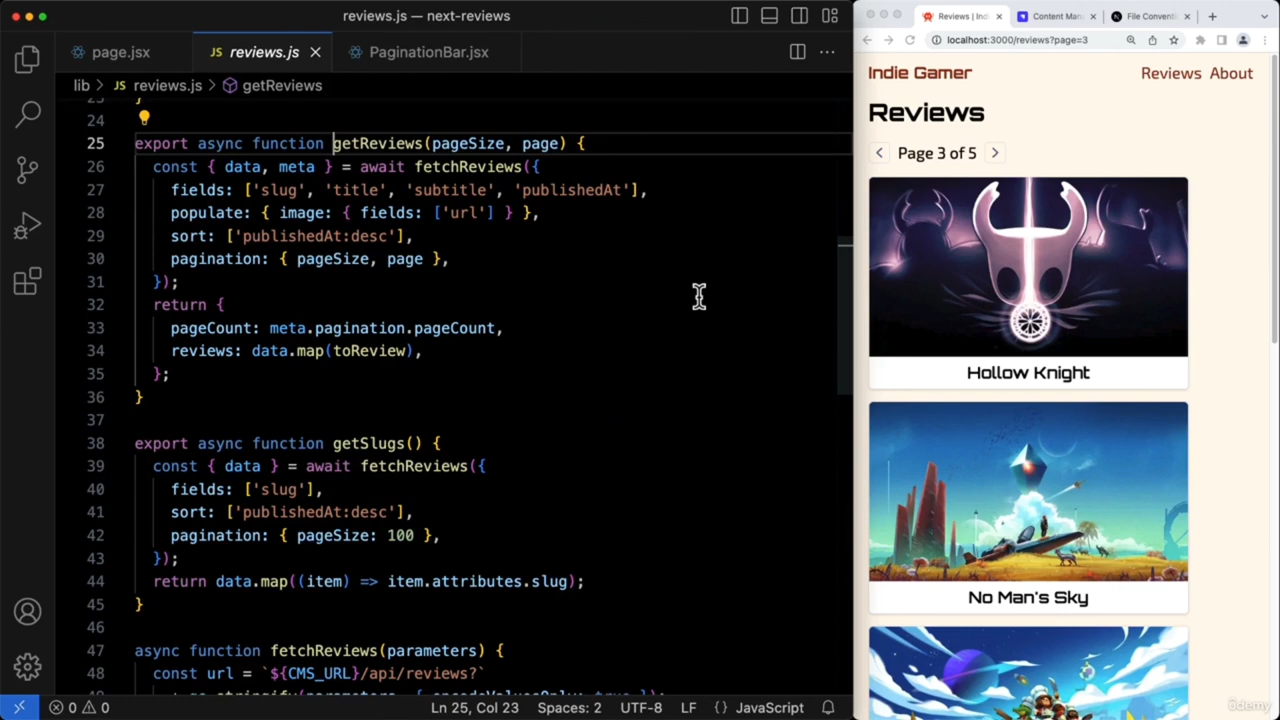 reviews.js — next-reviews
page.jsx
JS reviews.js
PaginationBar.jsx
lib > JS reviews.js > getReviews
24
25 export async function getReviews(pageSize, page) {
26 const { data, meta } = await fetchReviews({
27 fields: ['slug', 'title', 'subtitle', 'publishedAt'],
28 populate: { image: { fields: ['url'] } },
29 sort: ['publishedAt:desc'],
30 pagination: { pageSize, page },
31 });
32 return {
33 pageCount: meta.pagination.pageCount,
34 reviews: data.map(toReview),
35 };
36 }
37
38 export async function getSlugs() {
39 const { data } = await fetchReviews({
40 fields: ['slug'],
41 sort: ['publishedAt:desc'],
42 pagination: { pageSize: 100 },
43 });
44 return data.map((item) => item.attributes.slug);
45 }
46
47 async function fetchReviews(parameters) {
48 const url = `${CMS_URL}/api/reviews?`
0 0
Ln 25, Col 23
Spaces: 2
UTF-8
LF
{} JavaScript
Reviews | Indi
Content Man
File Conventi
localhost:3000/reviews?page=3
Indie Gamer
Reviews About
Reviews
Page 3 of 5
Hollow Knight
No Man's Sky
ûdemy